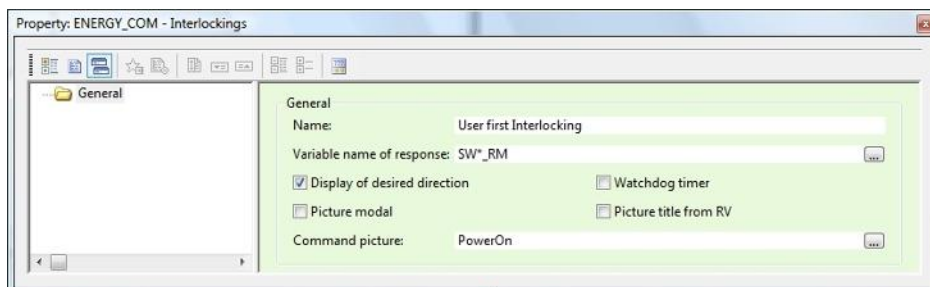 Property: ENERGY_COM - Interlockings
General
General
Name: User first Interlocking
Variable name of response: SW*_RM ...
Display of desired direction Watchdog timer
Picture modal Picture title from RV
Command picture: PowerOn ...